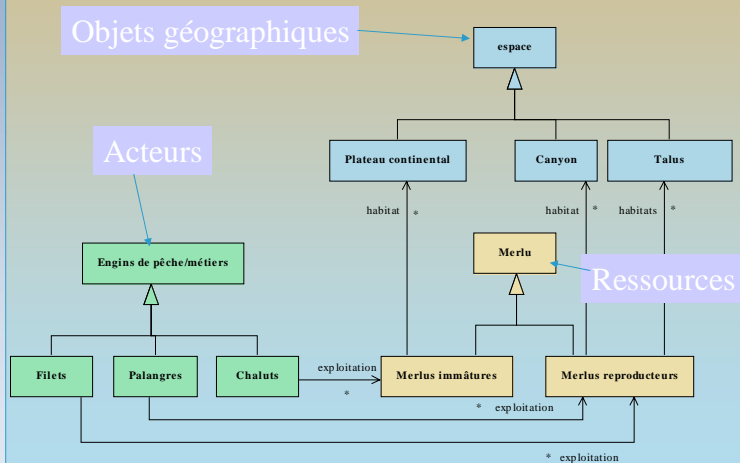 Objets géographiques
espace
Acteurs
Plateau continental
Canyon
Talus
habitat *
habitat *
habitats *
Engins de pêche/métiers
Merlu
Ressources
Filets
Palangres
Chaluts
exploitation
*
Merlus immâtures
Merlus reproducteurs
* exploitation
* exploitation